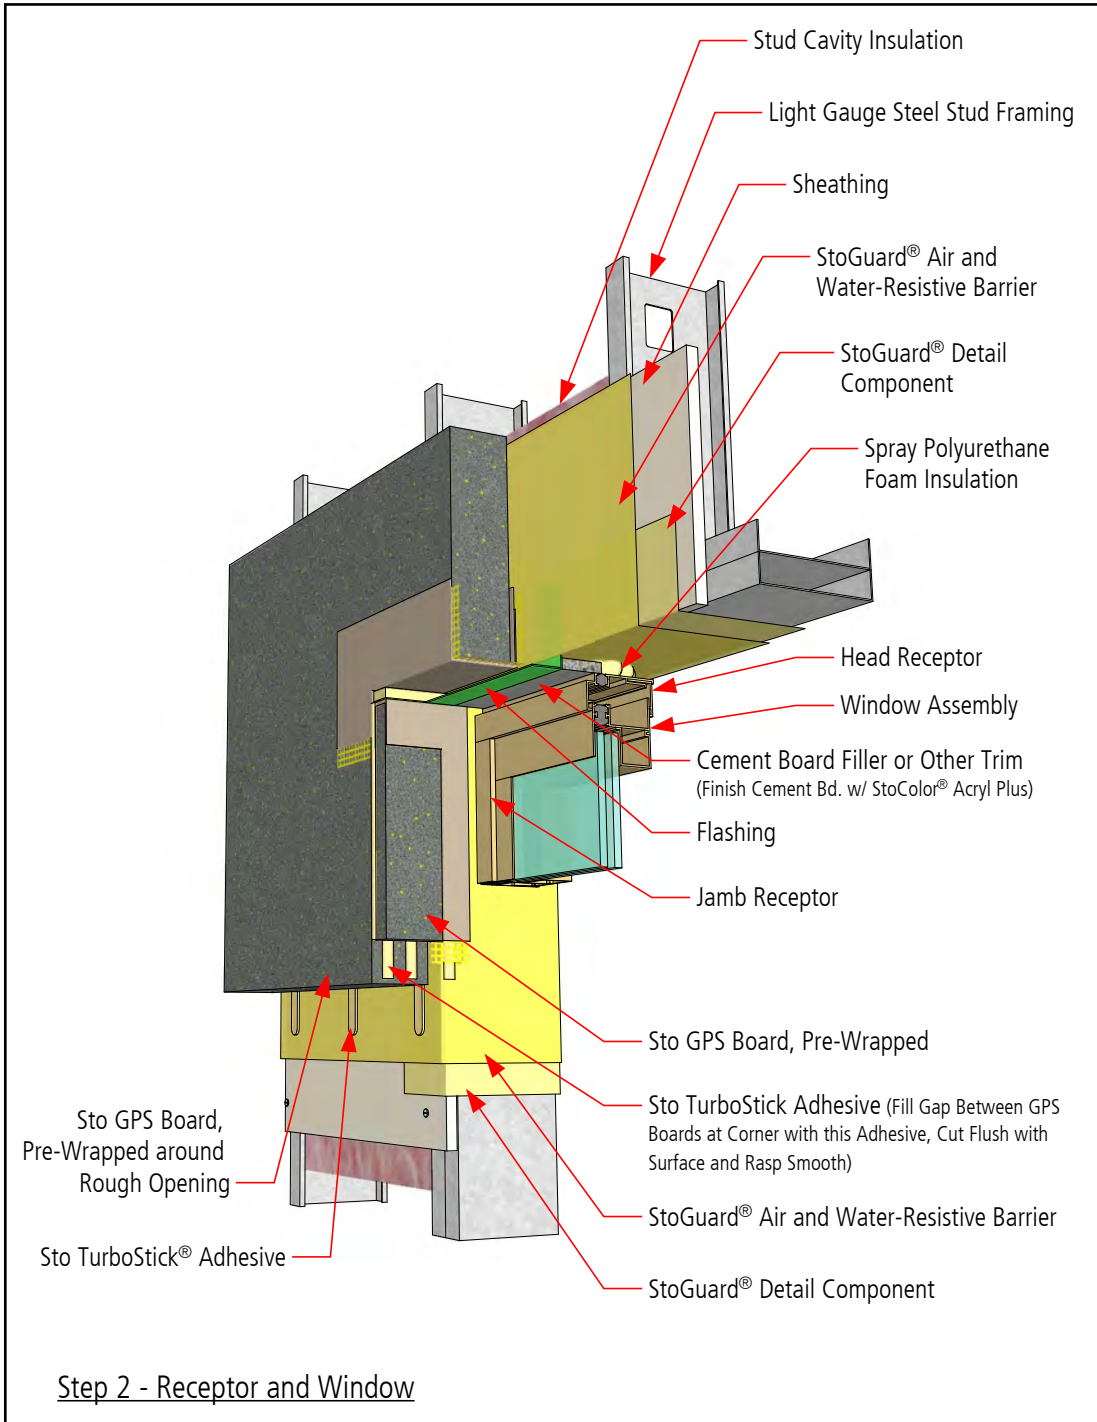 Stud Cavity Insulation
Light Gauge Steel Stud Framing
Sheathing
StoGuard® Air and
Water-Resistive Barrier
StoGuard® Detail
Component
Spray Polyurethane
Foam Insulation
Head Receptor
Window Assembly
Cement Board Filler or Other Trim
(Finish Cement Bd. w/ StoColor® Acryl Plus)
Flashing
Jamb Receptor
Sto GPS Board, Pre-Wrapped
Sto TurboStick Adhesive (Fill Gap Between GPS
Boards at Corner with this Adhesive, Cut Flush with
Surface and Rasp Smooth)
StoGuard® Air and Water-Resistive Barrier
StoGuard® Detail Component
Sto GPS Board,
Pre-Wrapped around
Rough Opening
Sto TurboStick® Adhesive
Step 2 - Receptor and Window